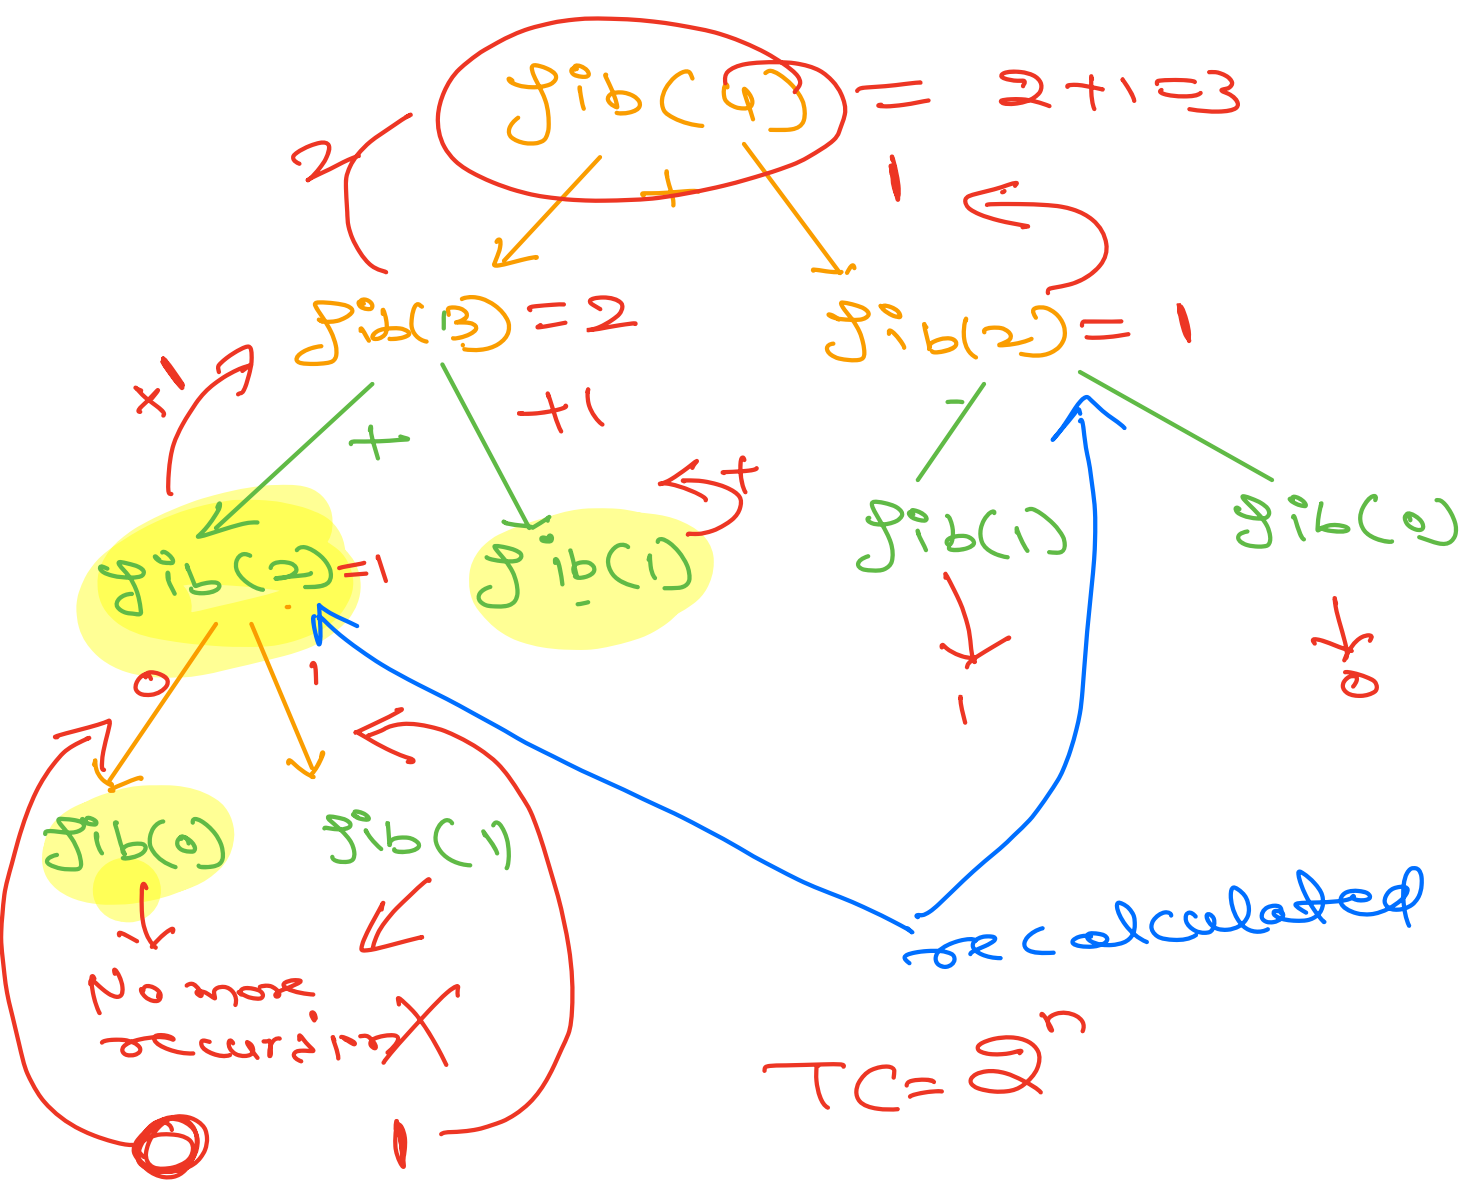 fib(4) = 2+1=3
+
2
1
fib(3) =2
fib(2) = 1
+1
+1
+
-
+
fib(2) =1
fib(1)
fib(1)
fib(0)
0
1
1
0
fib(0)
fib(1)
recalculated
No more
recursion
TC=2ⁿ
0
1